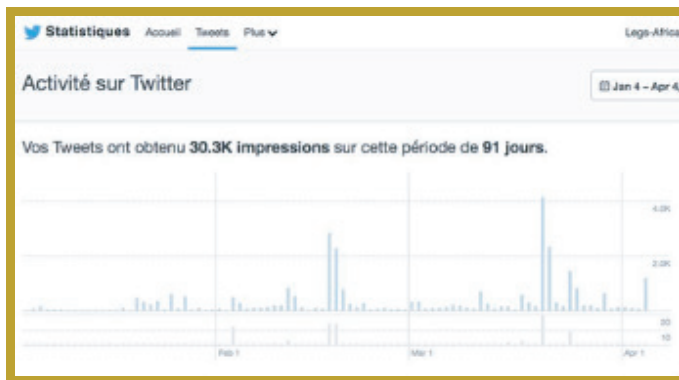 Statistiques Accueil Tweets Plus Legs-Africa
Activité sur Twitter
Jan 4 – Apr 4,
Vos Tweets ont obtenu 30.3K impressions sur cette période de 91 jours.
4.0K
2.0K
10
Feb 1 Mar 1 Apr 1